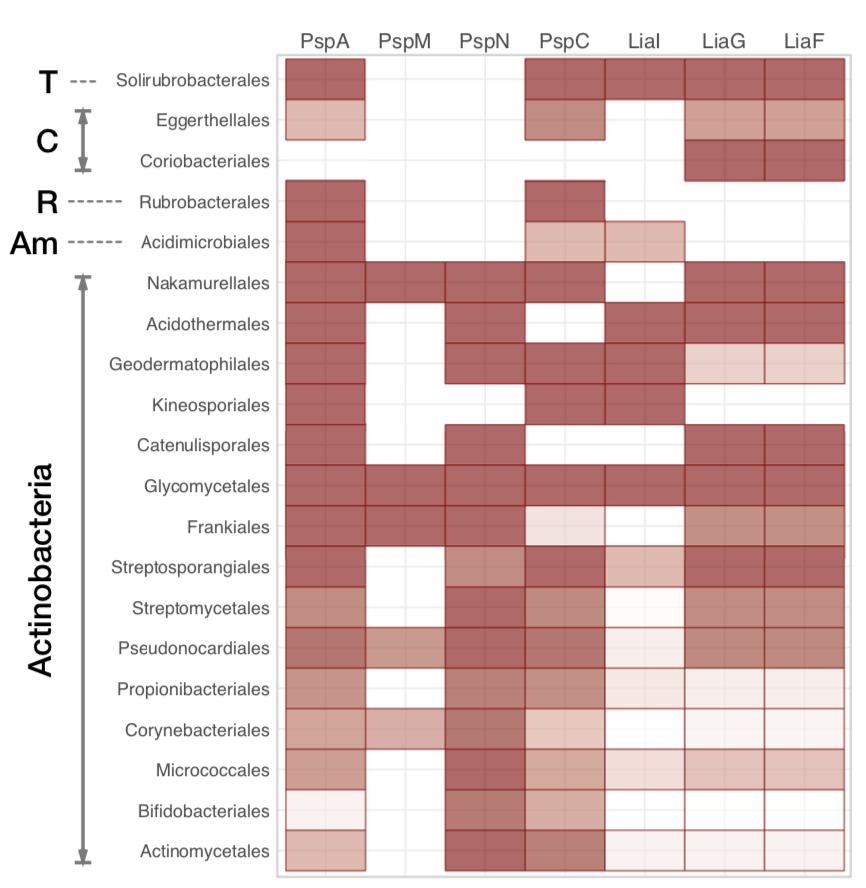 PspA PspM PspN PspC LiaI LiaG LiaF
T Solirubrobacterales
C
Eggerthellales
Coriobacteriales
R Rubrobacterales
Am Acidimicrobiales
Actinobacteria
Nakamurellales
Acidothermales
Geodermatophilales
Kineosporiales
Catenulisporales
Glycomycetales
Frankiales
Streptosporangiales
Streptomycetales
Pseudonocardiales
Propionibacteriales
Corynebacteriales
Micrococcales
Bifidobacteriales
Actinomycetales